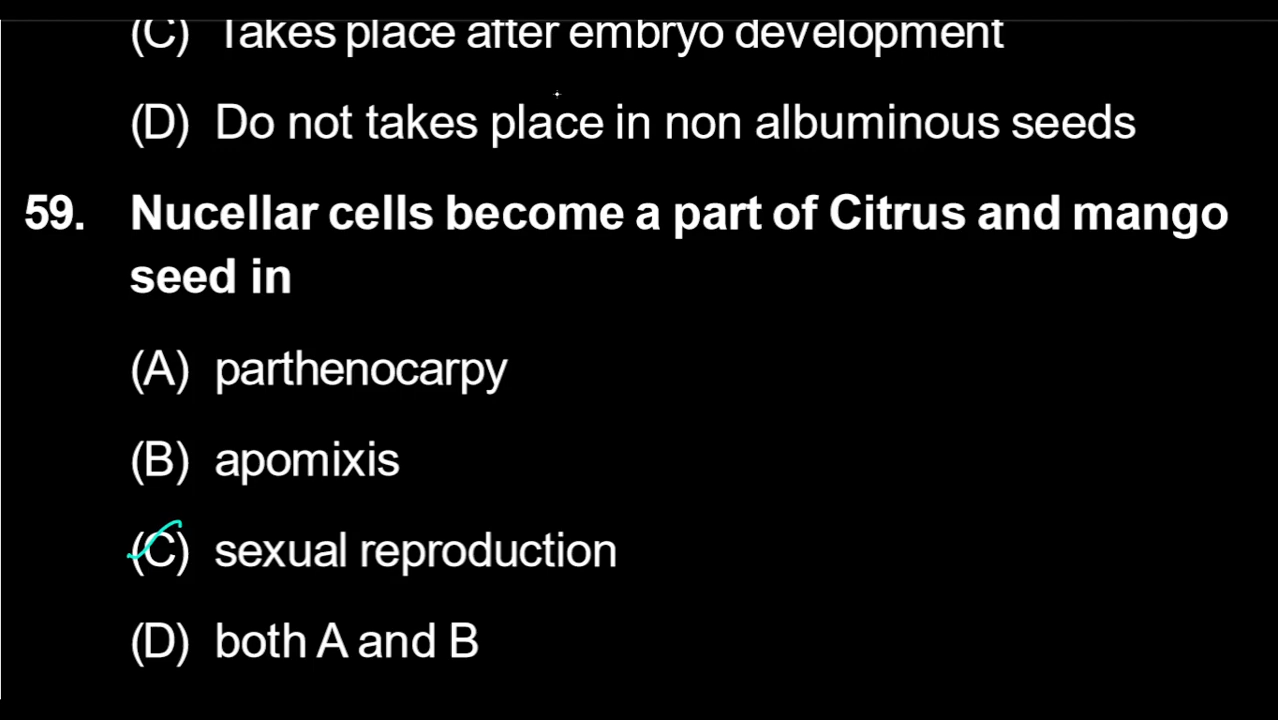 (C) Takes place after embryo development
(D) Do not takes place in non albuminous seeds
59. Nucellar cells become a part of Citrus and mango
seed in
(A) parthenocarpy
(B) apomixis
(C) sexual reproduction
(D) both A and B